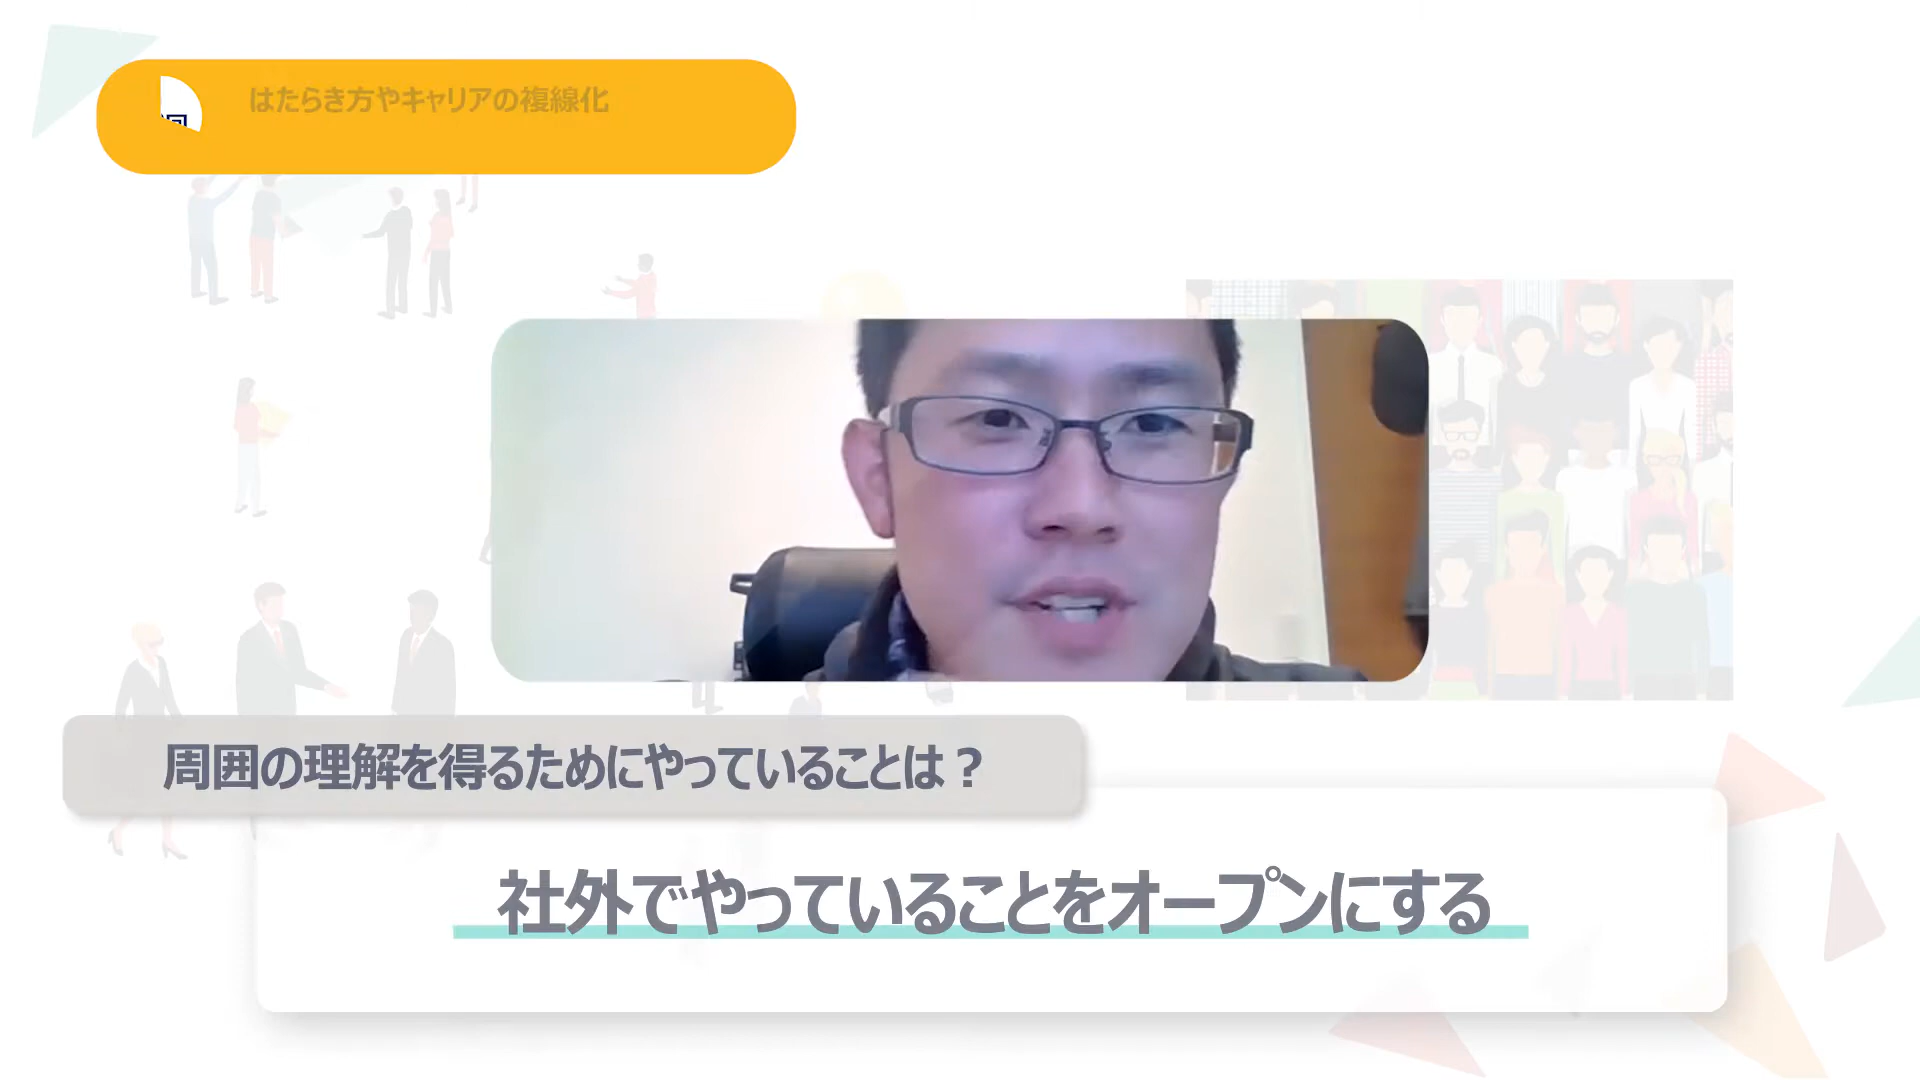 はたらき方やキャリアの複線化
周囲の理解を得るためにやっていることは？
社外でやっていることをオープンにする